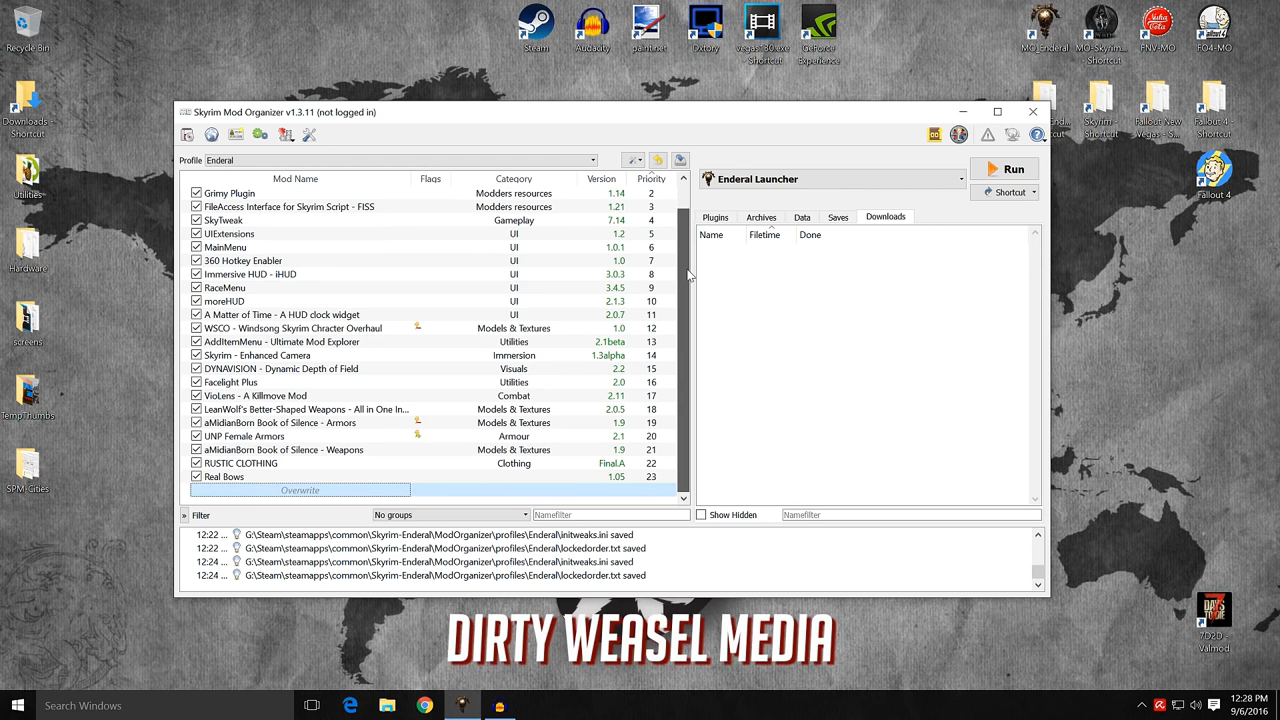 Recycle Bin
Steam
Audacity
paint.net
Dxtory
vegas130.exe - Shortcut
GeForce Experience
MO_Enderal
MO-Skyrim... - Shortcut
FNV-MO
FO4-MO
Downloads - Shortcut
Skyrim - Shortcut
Fallout New Vegas - S...
Fallout 4 - Shortcut
Utilities
Fallout 4
Hardware
screens
TempThumbs
SPM-Cities
7D2D - Valmod
Skyrim Mod Organizer v1.3.11 (not logged in)
Profile Enderal
Mod Name Flags Category Version Priority
Grimy Plugin Modders resources 1.14 2
FileAccess Interface for Skyrim Script - FISS Modders resources 1.21 3
SkyTweak Gameplay 7.14 4
UIExtensions UI 1.2 5
MainMenu UI 1.0.1 6
360 Hotkey Enabler UI 1.0 7
Immersive HUD - iHUD UI 3.0.3 8
RaceMenu UI 3.4.5 9
moreHUD UI 2.1.3 10
A Matter of Time - A HUD clock widget UI 2.0.7 11
WSCO - Windsong Skyrim Chracter Overhaul Models & Textures 1.0 12
AddItemMenu - Ultimate Mod Explorer Utilities 2.1beta 13
Skyrim - Enhanced Camera Immersion 1.3alpha 14
DYNAVISION - Dynamic Depth of Field Visuals 2.2 15
Facelight Plus Utilities 2.0 16
VioLens - A Killmove Mod Combat 2.11 17
LeanWolf's Better-Shaped Weapons - All in One In... Models & Textures 2.0.5 18
aMidianBorn Book of Silence - Armors Models & Textures 1.9 19
UNP Female Armors Armour 2.1 20
aMidianBorn Book of Silence - Weapons Models & Textures 1.9 21
RUSTIC CLOTHING Clothing Final.A 22
Real Bows 1.05 23
Overwrite
» Filter No groups Namefilter
Enderal Launcher
Run
Shortcut
Plugins Archives Data Saves Downloads
Name Filetime Done
Show Hidden Namefilter
12:22 ... G:\Steam\steamapps\common\Skyrim-Enderal\ModOrganizer\profiles\Enderal\initweaks.ini saved
12:22 ... G:\Steam\steamapps\common\Skyrim-Enderal\ModOrganizer\profiles\Enderal\lockedorder.txt saved
12:24 ... G:\Steam\steamapps\common\Skyrim-Enderal\ModOrganizer\profiles\Enderal\initweaks.ini saved
12:24 ... G:\Steam\steamapps\common\Skyrim-Enderal\ModOrganizer\profiles\Enderal\lockedorder.txt saved
DIRTY WEASEL MEDIA
Search Windows
12:28 PM
9/6/2016